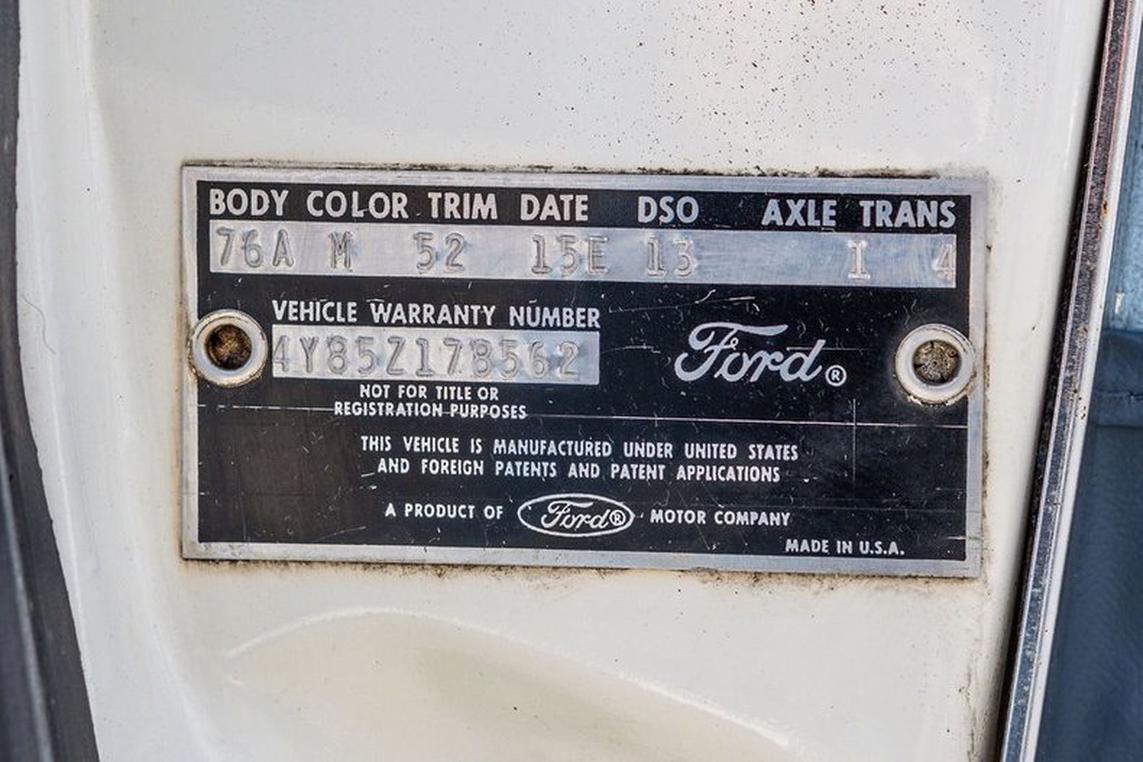 BODY COLOR TRIM DATE DSO AXLE TRANS
76A M 52 15E 13 1 4
VEHICLE WARRANTY NUMBER
4Y85Z178562
Ford®
NOT FOR TITLE OR
REGISTRATION PURPOSES
THIS VEHICLE IS MANUFACTURED UNDER UNITED STATES
AND FOREIGN PATENTS AND PATENT APPLICATIONS
A PRODUCT OF Ford® MOTOR COMPANY
MADE IN U.S.A.